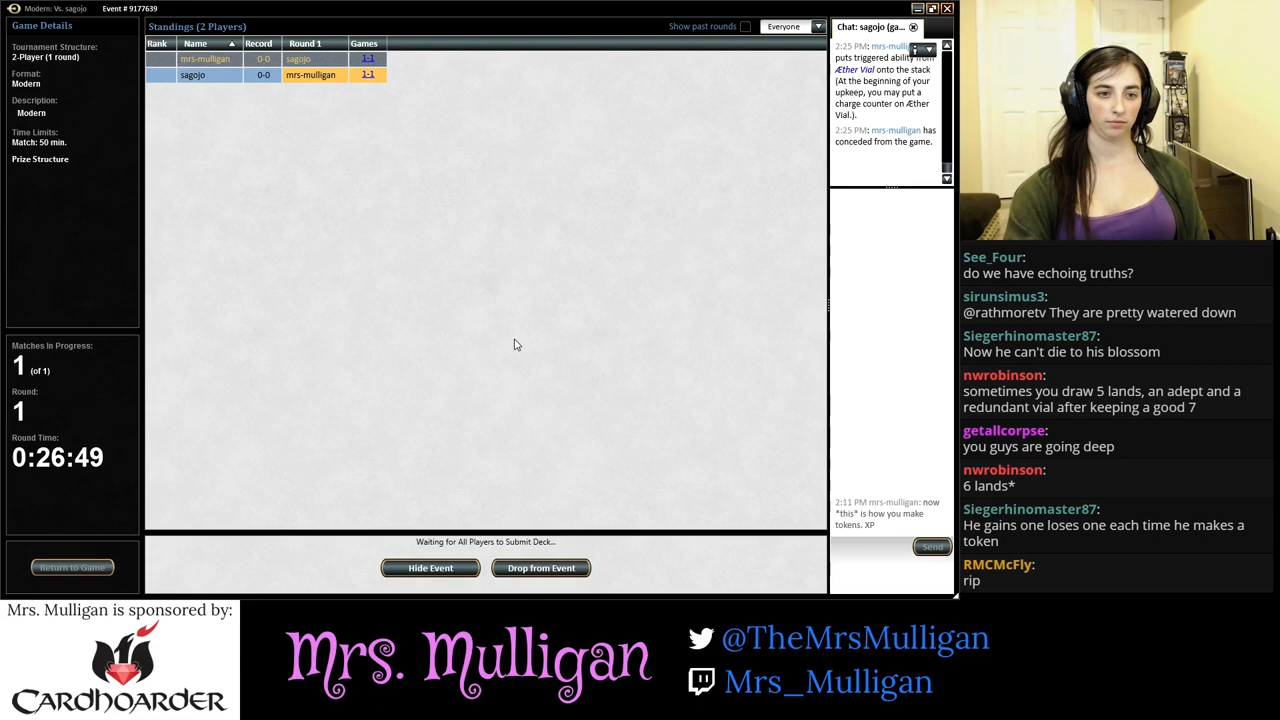 Modern: Vs. sagojo Event # 9177639
Game Details
Tournament Structure:
2-Player (1 round)
Format:
Modern
Description:
Modern
Time Limits:
Match: 50 min.
Prize Structure
Matches In Progress:
1 (of 1)
Round:
1
Round Time:
0:26:49
Return to Game
Standings (2 Players)
Show past rounds
Everyone
Rank Name Record Round 1 Games
mrs-mulligan 0-0 sagojo 1-1
sagojo 0-0 mrs-mulligan 1-1
Waiting for All Players to Submit Deck...
Hide Event Drop from Event
Chat: sagojo (ga...
2:25 PM: mrs-mullig
puts triggered ability from
Æther Vial onto the stack
(At the beginning of your
upkeep, you may put a
charge counter on Æther
Vial.).
2:25 PM: mrs-mulligan has
conceded from the game.
2:11 PM mrs-mulligan: now
*this* is how you make
tokens. XP
Send
See_Four:
do we have echoing truths?
sirunsimus3:
@rathmoretv They are pretty watered down
Siegerhinomaster87:
Now he can't die to his blossom
nwrobinson:
sometimes you draw 5 lands, an adept and a
redundant vial after keeping a good 7
getallcorpse:
you guys are going deep
nwrobinson:
6 lands*
Siegerhinomaster87:
He gains one loses one each time he makes a
token
RMCMcFly:
rip
Mrs. Mulligan is sponsored by:
CARDHOARDER
Mrs. Mulligan
@TheMrsMulligan
Mrs_Mulligan